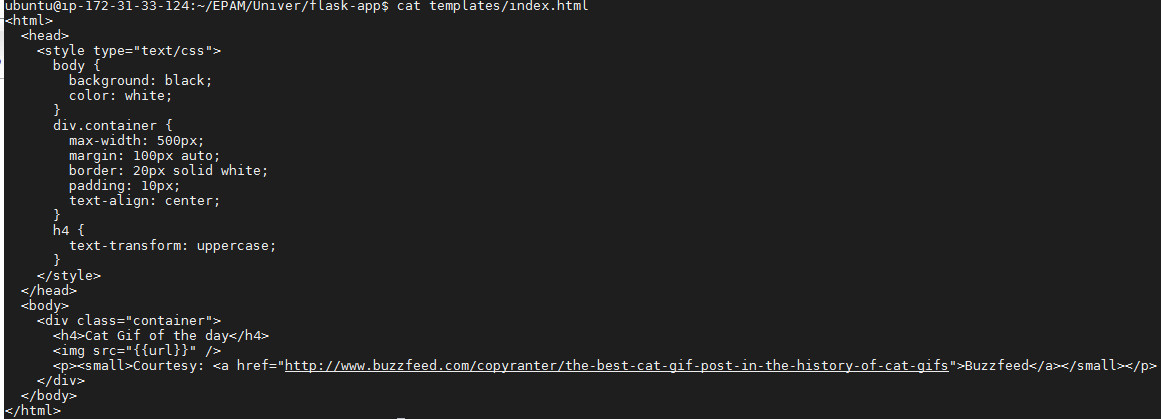 ubuntu@ip-172-31-33-124:~/EPAM/Univer/flask-app$ cat templates/index.html
<html>
  <head>
    <style type="text/css">
      body {
        background: black;
        color: white;
      }
      div.container {
        max-width: 500px;
        margin: 100px auto;
        border: 20px solid white;
        padding: 10px;
        text-align: center;
      }
      h4 {
        text-transform: uppercase;
      }
    </style>
  </head>
  <body>
    <div class="container">
      <h4>Cat Gif of the day</h4>
      <img src="{{url}}" />
      <p><small>Courtesy: <a href="http://www.buzzfeed.com/copyranter/the-best-cat-gif-post-in-the-history-of-cat-gifs">Buzzfeed</a></small></p>
    </div>
  </body>
</html>